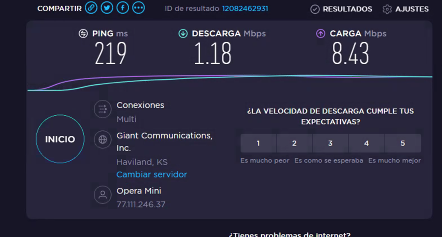 COMPARTIR
ID de resultado 12082462931
RESULTADOS
AJUSTES
PING ms
219
DESCARGA Mbps
1.18
CARGA Mbps
8.43
INICIO
Conexiones
Multi
Giant Communications,
Inc.
Haviland, KS
Cambiar servidor
Opera Mini
77.111.246.37
¿LA VELOCIDAD DE DESCARGA CUMPLE TUS
EXPECTATIVAS?
1 2 3 4 5
Es mucho peor Es como se esperaba Es mucho mejor
¿Tienes problemas de Internet?